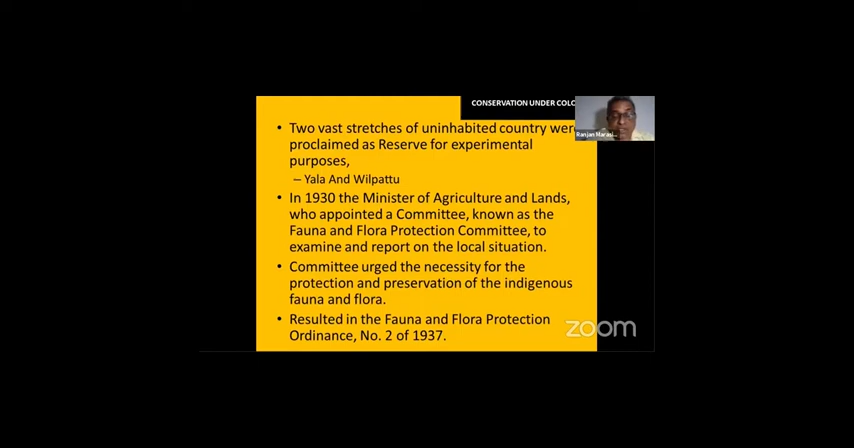 CONSERVATION UNDER
• Two vast stretches of uninhabited country were
proclaimed as Reserve for experimental
purposes,
– Yala And Wilpattu
• In 1930 the Minister of Agriculture and Lands,
who appointed a Committee, known as the
Fauna and Flora Protection Committee, to
examine and report on the local situation.
• Committee urged the necessity for the
protection and preservation of the indigenous
fauna and flora.
• Resulted in the Fauna and Flora Protection
Ordinance, No. 2 of 1937.
Ranjan Marasi...
zoom